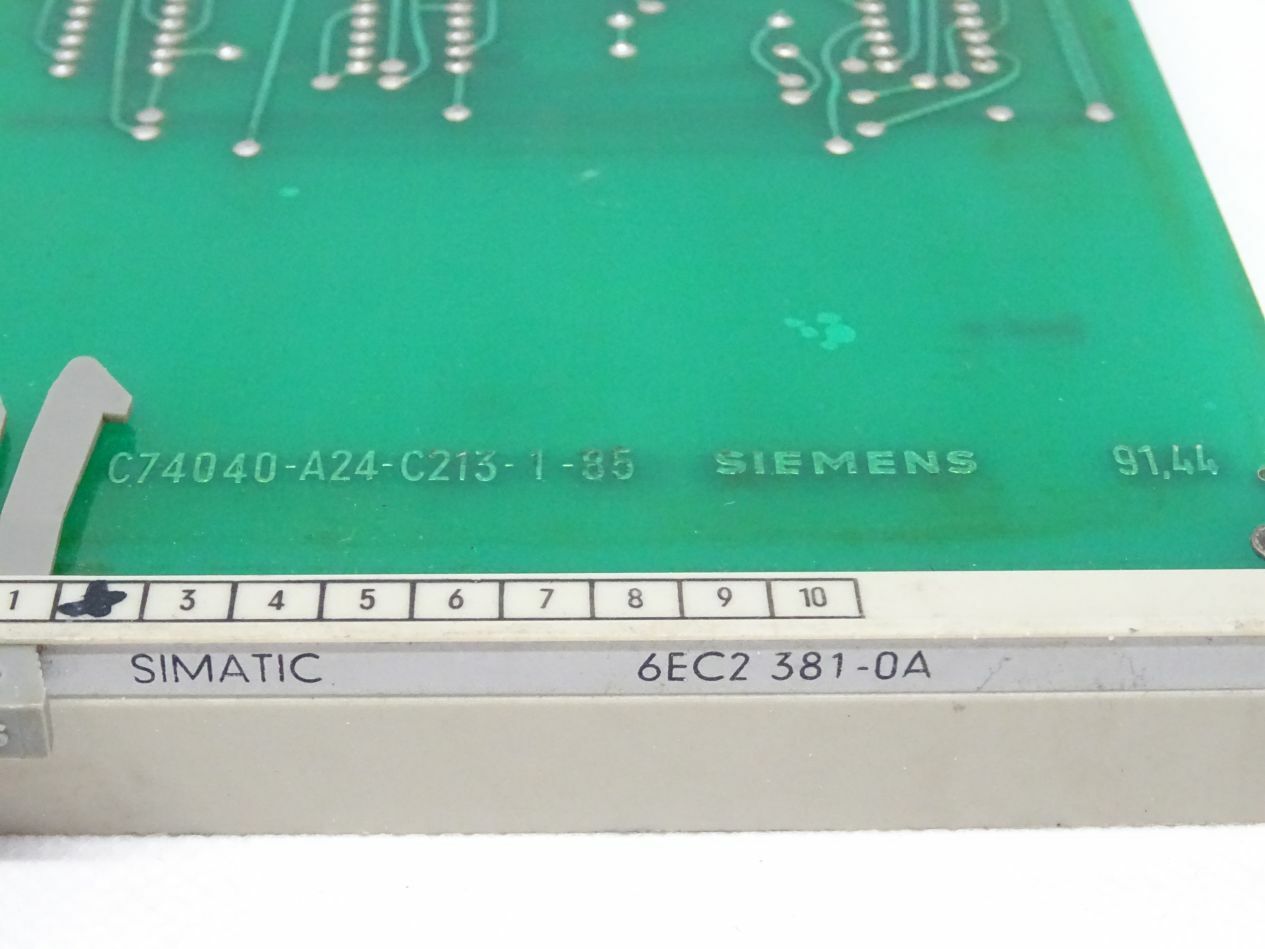 C74040-A24-C213-1-85 SIEMENS 91,44
1 3 4 5 6 7 8 9 10
SIMATIC 6EC2 381-0A